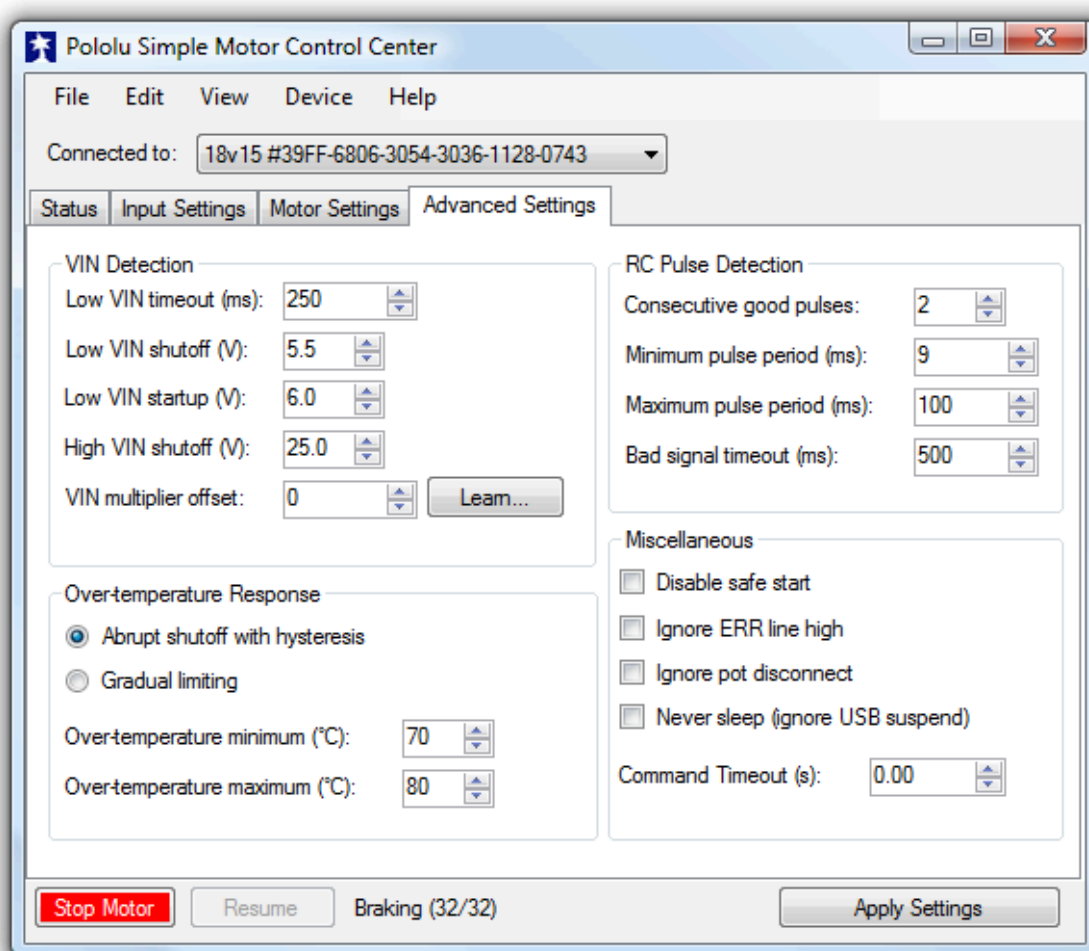 Pololu Simple Motor Control Center
File Edit View Device Help
Connected to: 18v15 #39FF-6806-3054-3036-1128-0743
Status Input Settings Motor Settings Advanced Settings
VIN Detection
Low VIN timeout (ms): 250
Low VIN shutoff (V): 5.5
Low VIN startup (V): 6.0
High VIN shutoff (V): 25.0
VIN multiplier offset: 0 Learn...
Over-temperature Response
Abrupt shutoff with hysteresis
Gradual limiting
Over-temperature minimum (°C): 70
Over-temperature maximum (°C): 80
RC Pulse Detection
Consecutive good pulses: 2
Minimum pulse period (ms): 9
Maximum pulse period (ms): 100
Bad signal timeout (ms): 500
Miscellaneous
Disable safe start
Ignore ERR line high
Ignore pot disconnect
Never sleep (ignore USB suspend)
Command Timeout (s): 0.00
Stop Motor Resume Braking (32/32) Apply Settings